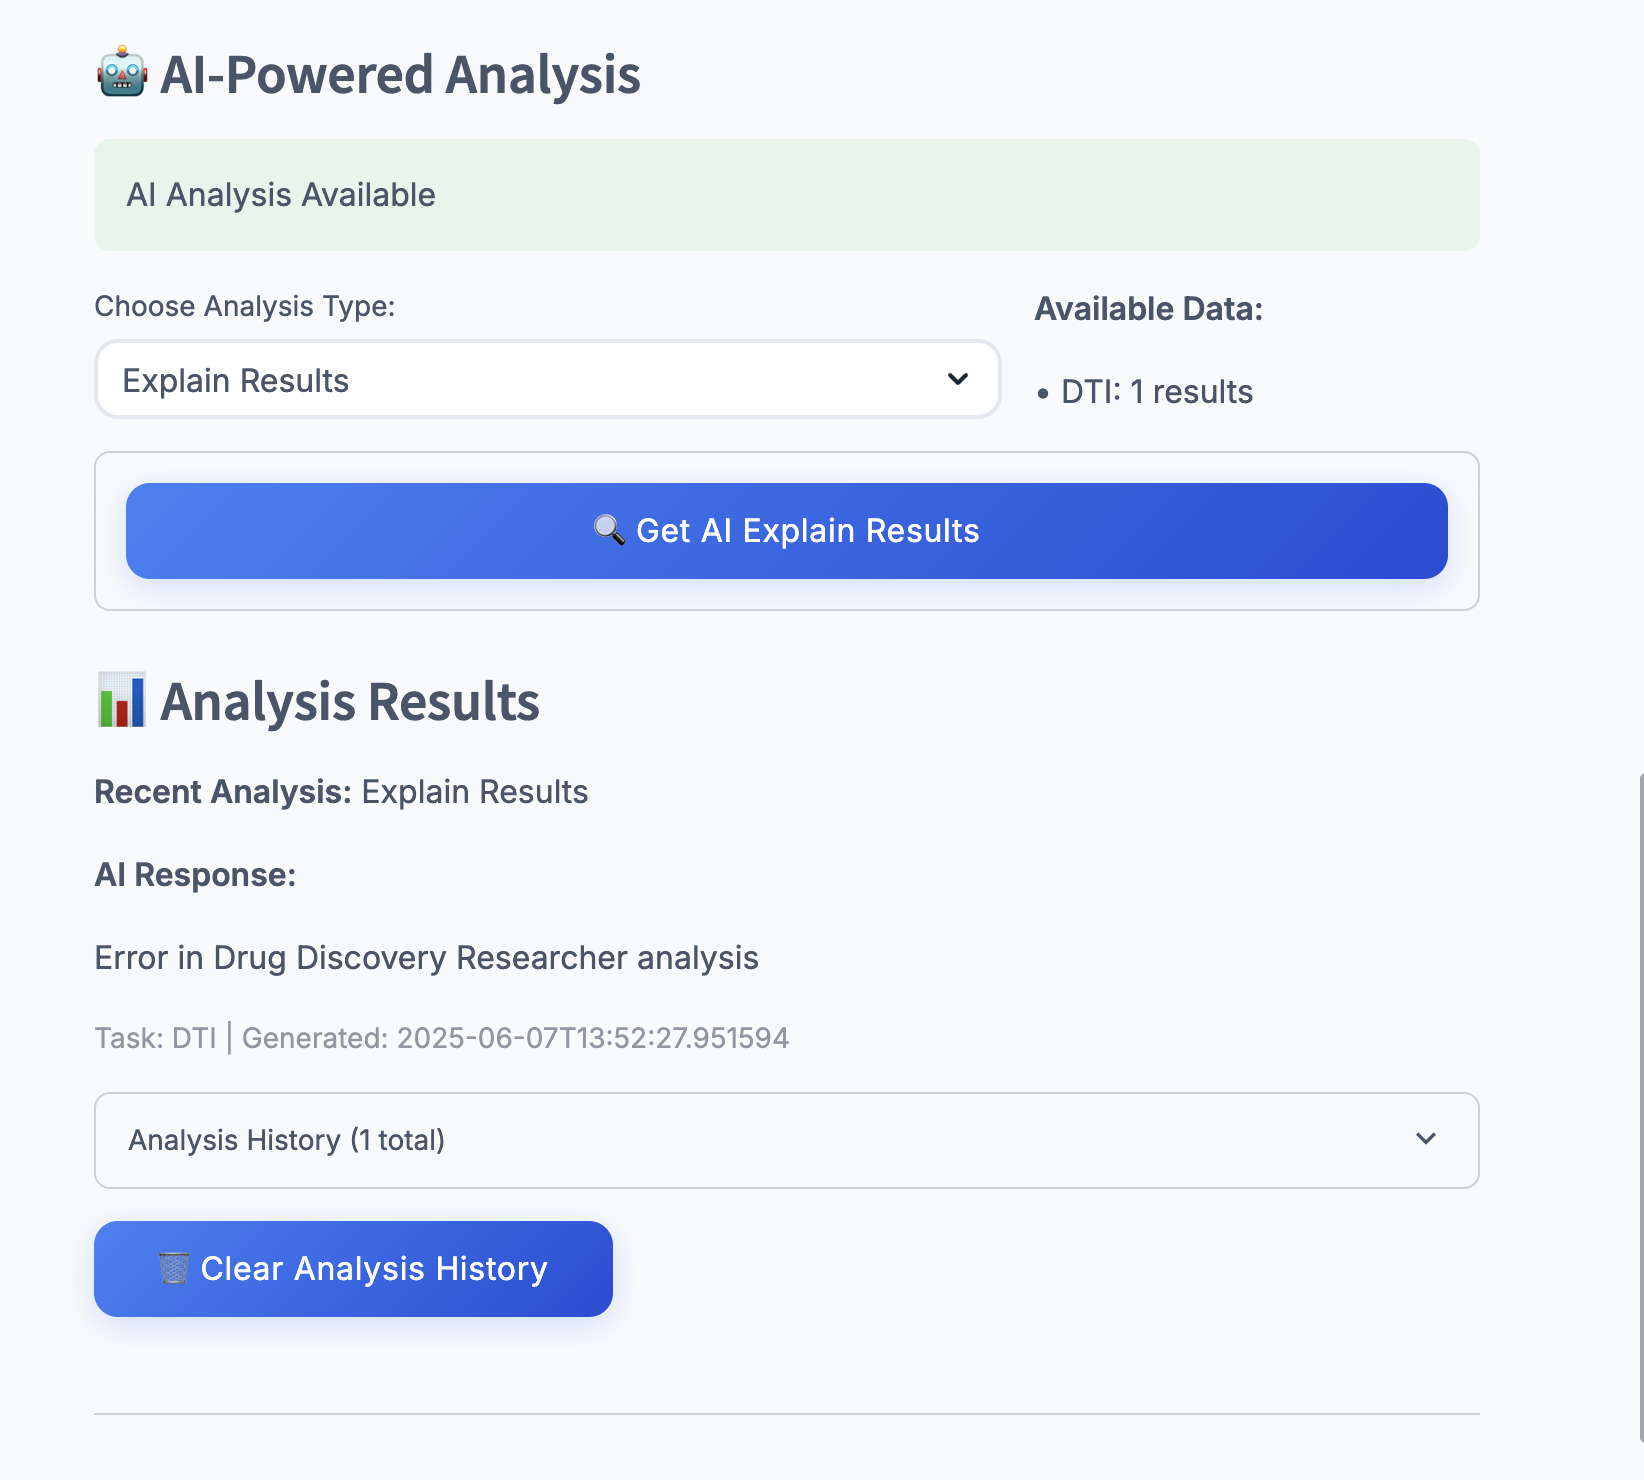 AI-Powered Analysis
AI Analysis Available
Choose Analysis Type:
Explain Results
Available Data:
• DTI: 1 results
Get AI Explain Results
Analysis Results
Recent Analysis: Explain Results
AI Response:
Error in Drug Discovery Researcher analysis
Task: DTI | Generated: 2025-06-07T13:52:27.951594
Analysis History (1 total)
Clear Analysis History